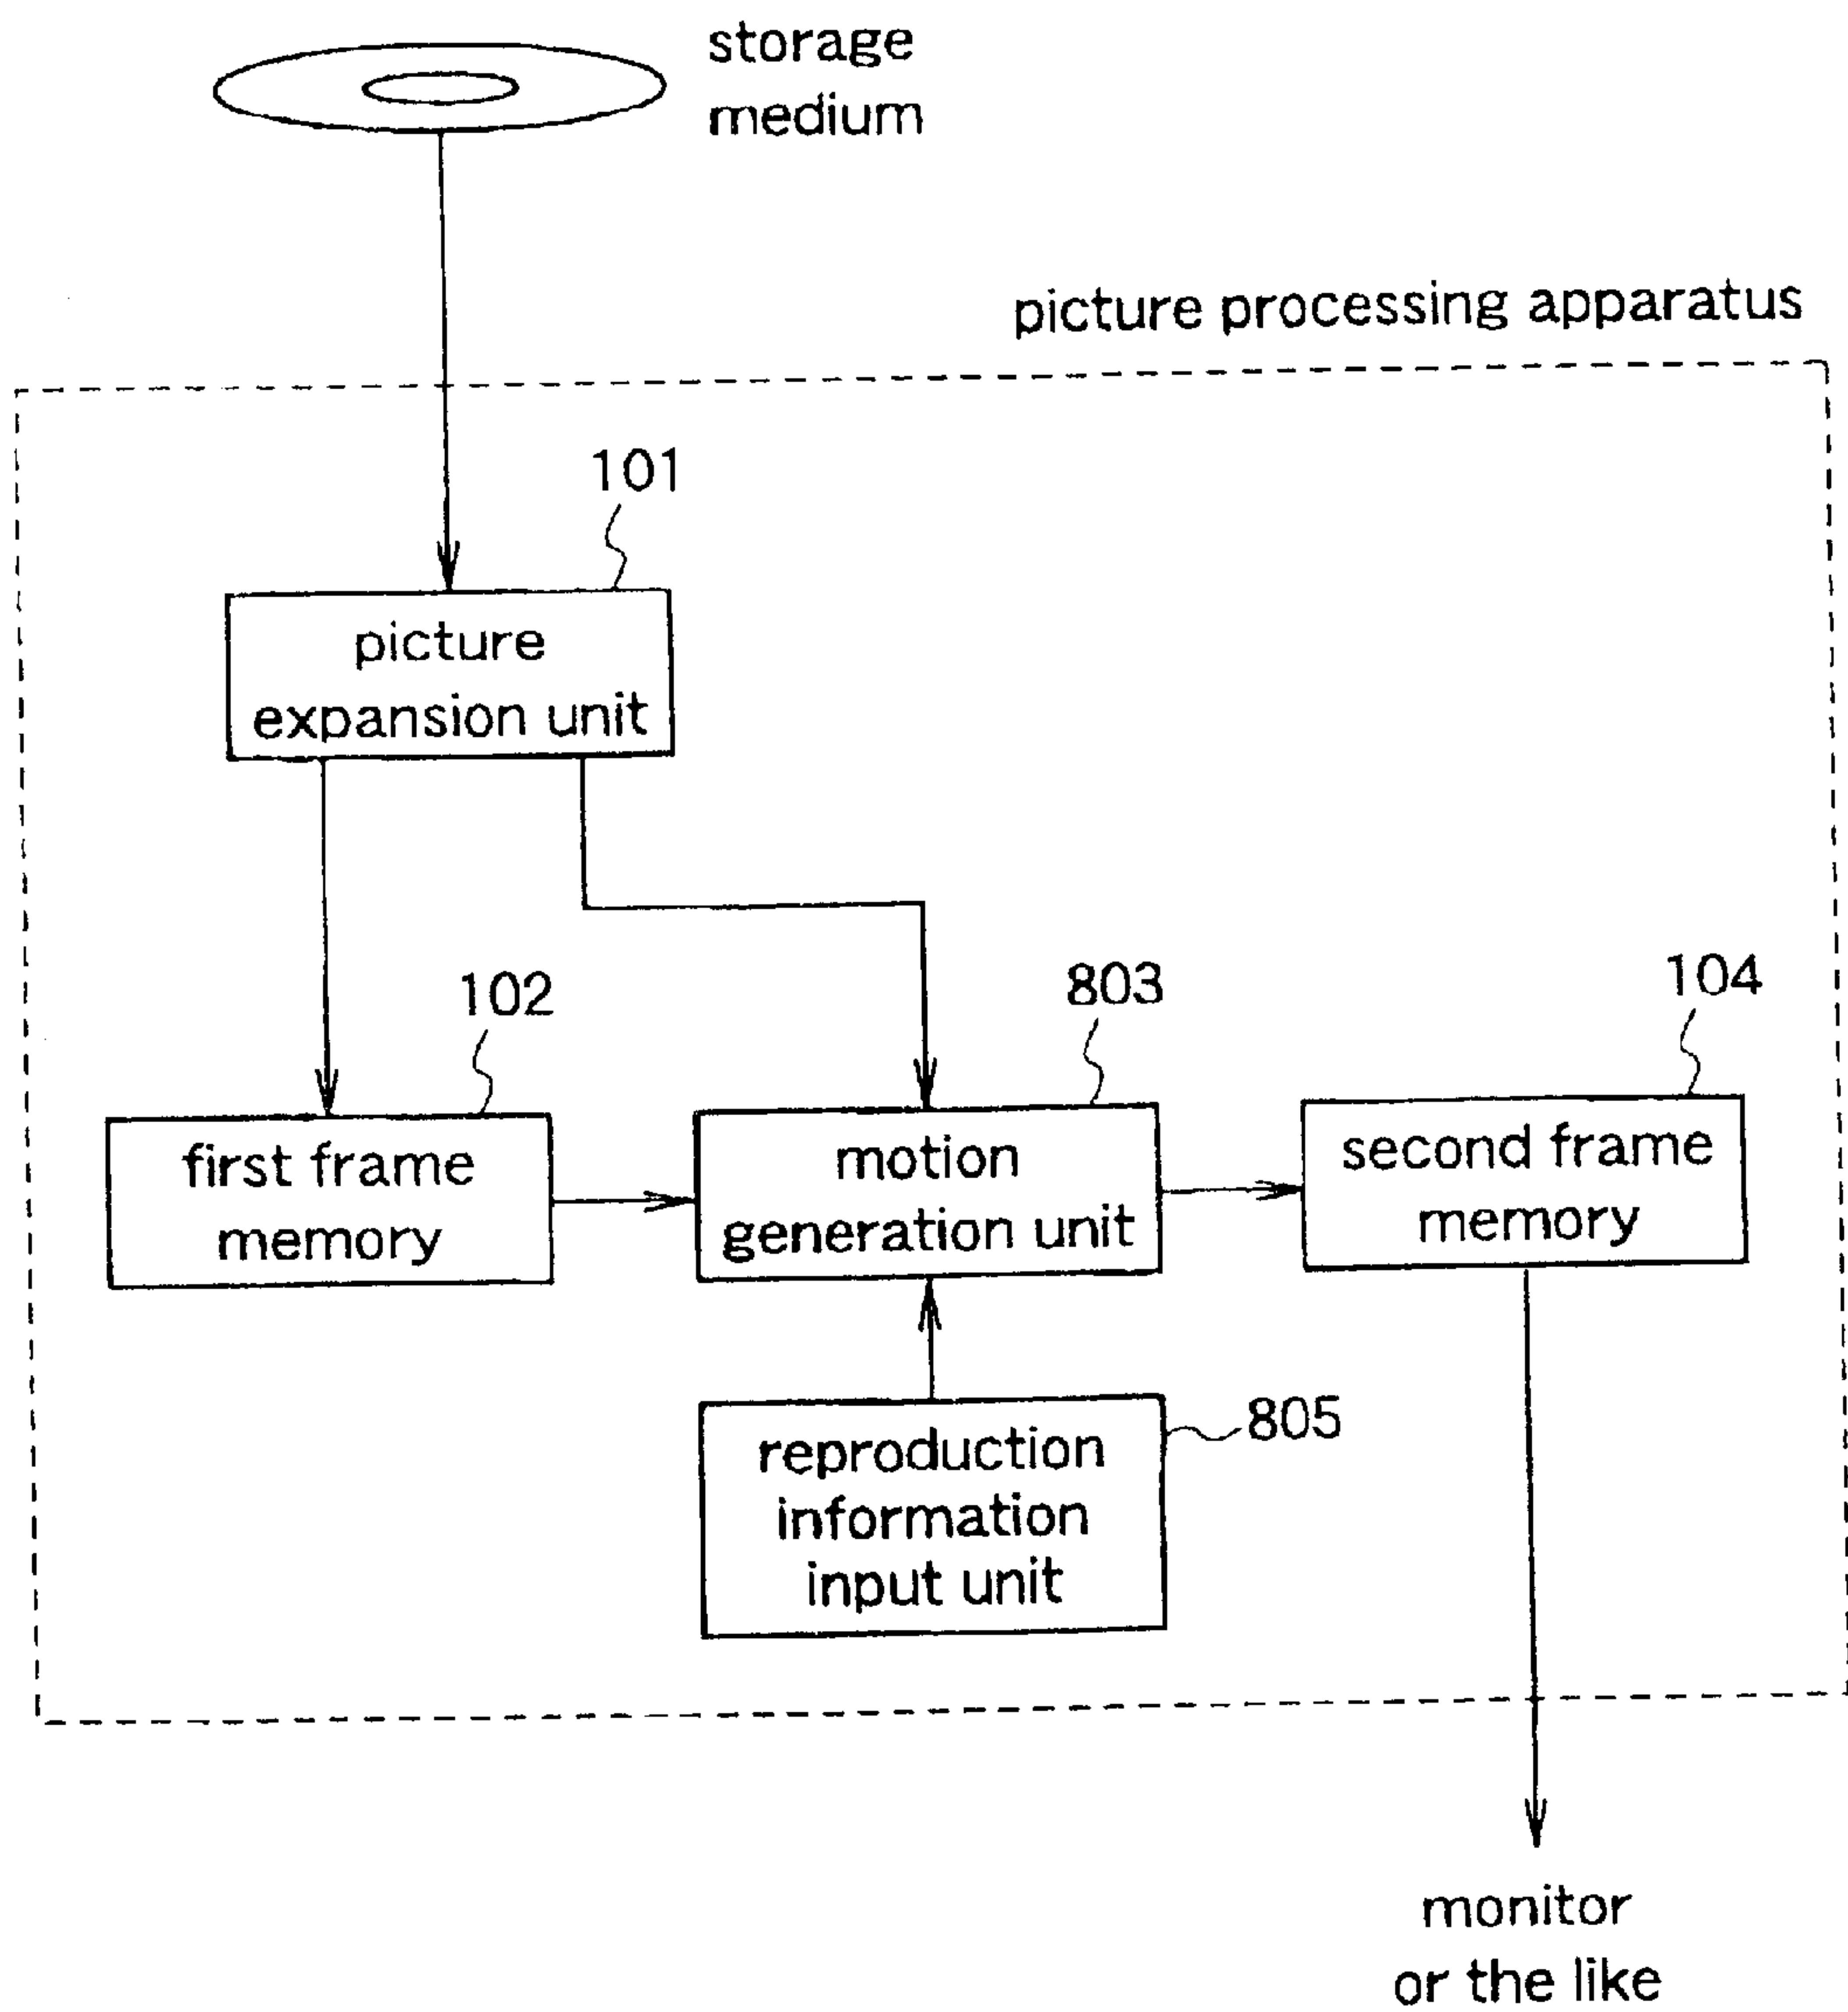 storage
medium
picture processing apparatus
101
picture
expansion unit
102
803
104
first frame
memory
motion
generation unit
second frame
memory
805
reproduction
information
input unit
monitor
or the like